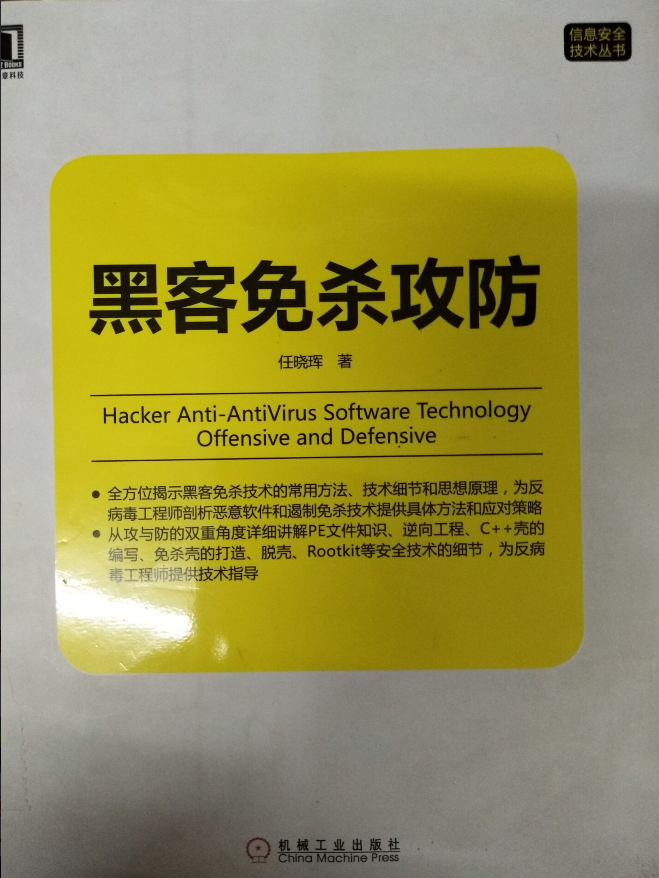 信息安全
技术丛书
Z BOOKS
章科技
黑客免杀攻防
任晓珲 著
Hacker Anti-AntiVirus Software Technology
Offensive and Defensive
● 全方位揭示黑客免杀技术的常用方法、技术细节和思想原理，为反
病毒工程师剖析恶意软件和遏制免杀技术提供具体方法和应对策略
● 从攻与防的双重角度详细讲解PE文件知识、逆向工程、C++壳的
编写、免杀壳的打造、脱壳、Rootkit等安全技术的细节，为反病
毒工程师提供技术指导
机械工业出版社
China Machine Press